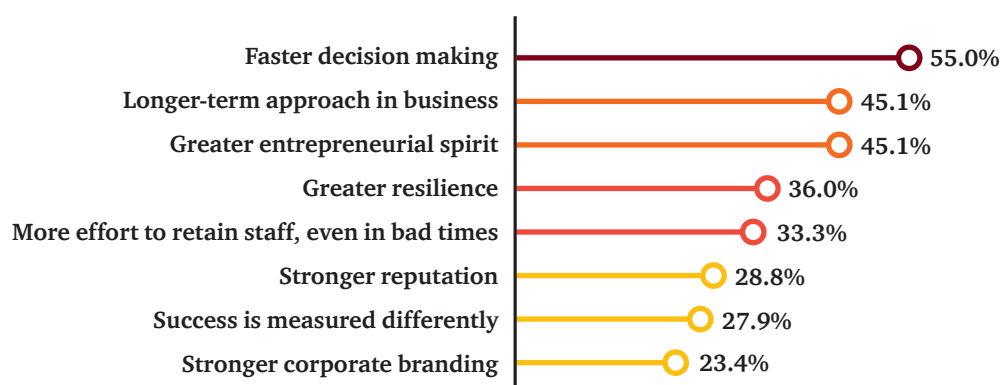 Faster decision making 55.0%
Longer-term approach in business 45.1%
Greater entrepreneurial spirit 45.1%
Greater resilience 36.0%
More effort to retain staff, even in bad times 33.3%
Stronger reputation 28.8%
Success is measured differently 27.9%
Stronger corporate branding 23.4%